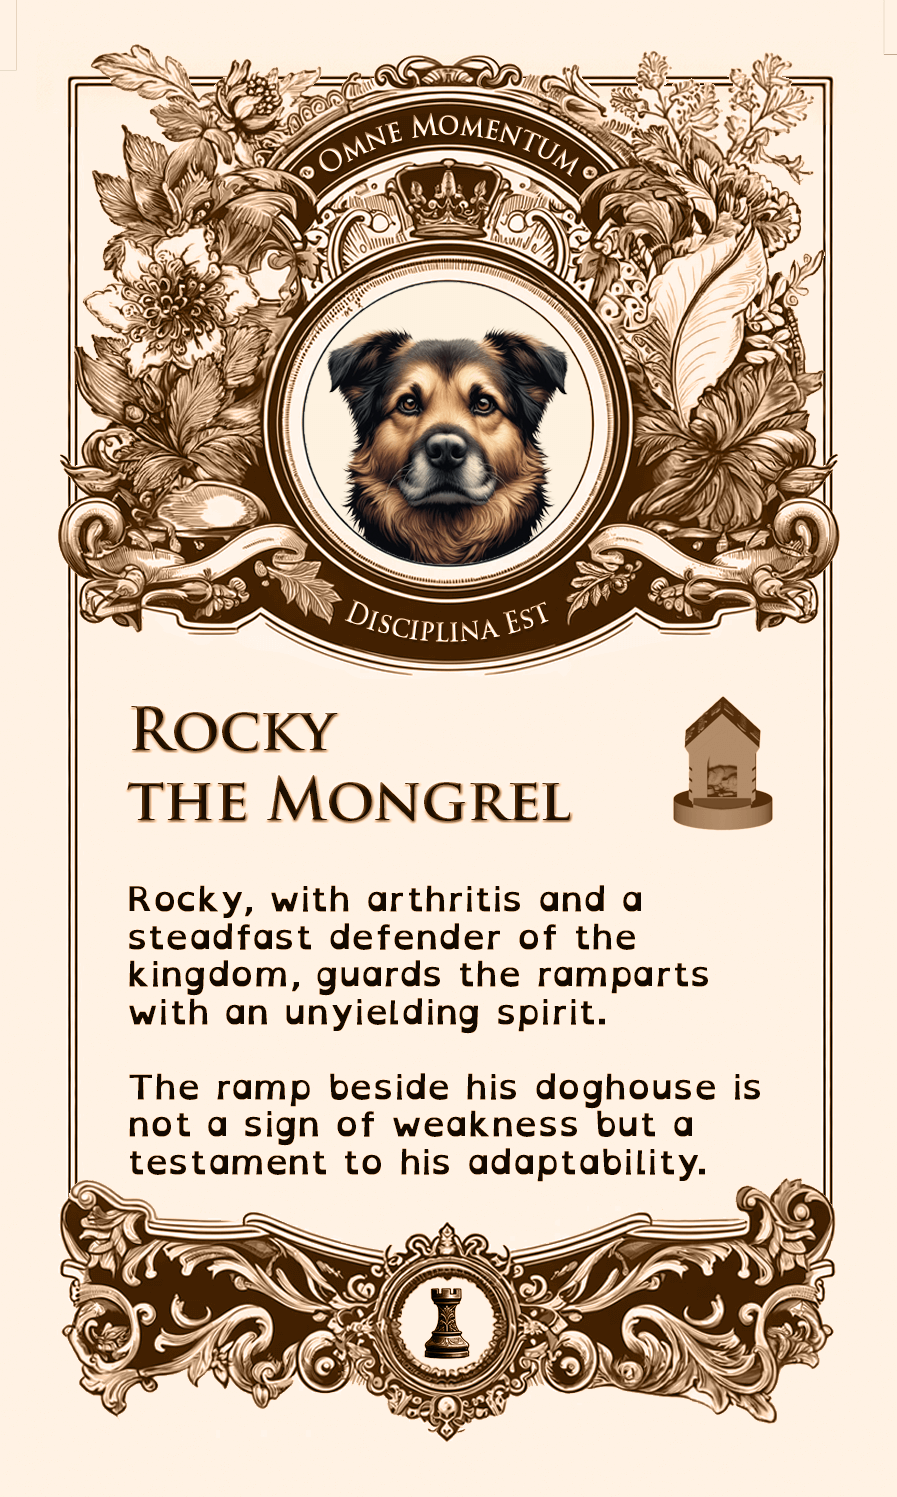 Omne Momentum
Disciplina Est
Rocky
the Mongrel
Rocky, with arthritis and a
steadfast defender of the
kingdom, guards the ramparts
with an unyielding spirit.
The ramp beside his doghouse is
not a sign of weakness but a
testament to his adaptability.